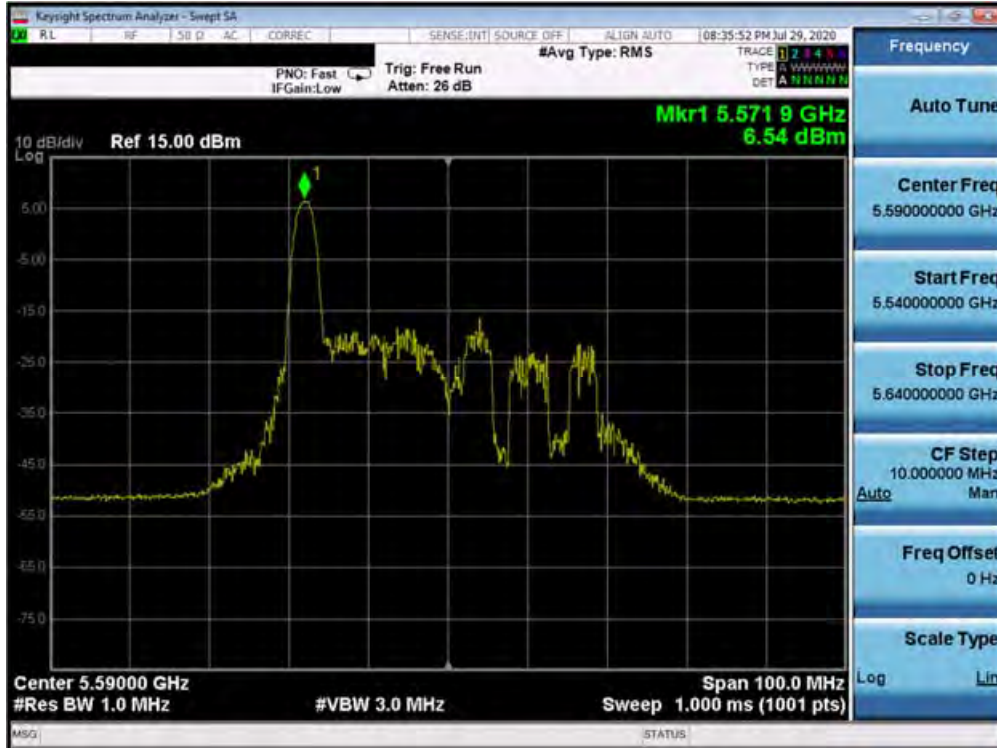 Keysight Spectrum Analyzer - Swept SA
RL RF 50 Ω AC CORREC SENSE:INT SOURCE OFF ALIGN AUTO 08:35:52 PM Jul 29, 2020
#Avg Type: RMS
TRACE 1 2 3 4 5 6
PNO: Fast Trig: Free Run
TYPE A WWWWW
IFGain:Low Atten: 26 dB
DET A N N N N N
Mkr1 5.571 9 GHz
6.54 dBm
10 dB/div Ref 15.00 dBm
Log
1
5.00
-5.00
-15.0
-25.0
-35.0
-45.0
-55.0
-65.0
-75.0
Center 5.59000 GHz
Span 100.0 MHz
#Res BW 1.0 MHz
#VBW 3.0 MHz
Sweep 1.000 ms (1001 pts)
MSG
STATUS
Frequency
Auto Tune
Center Freq
5.590000000 GHz
Start Freq
5.540000000 GHz
Stop Freq
5.640000000 GHz
CF Step
10.000000 MHz
Auto Man
Freq Offset
0 Hz
Scale Type
Log Lin